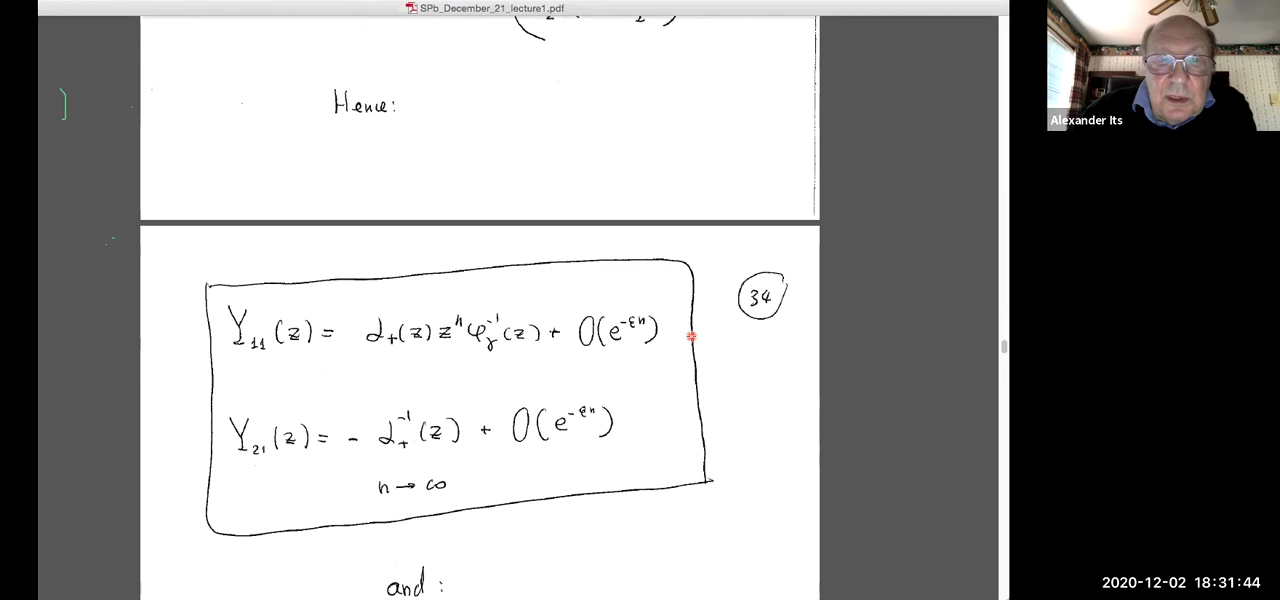 SPb_December_21_lecture1.pdf
Hence:
34
Y₁₁(z) = α₊(z) zⁿ φᵧ⁻¹(z) + O(e^{-εn})
Y₂₁(z) = - α₊⁻¹(z) + O(e^{-εn})
n → ∞
and :
Alexander Its
2020-12-02 18:31:44